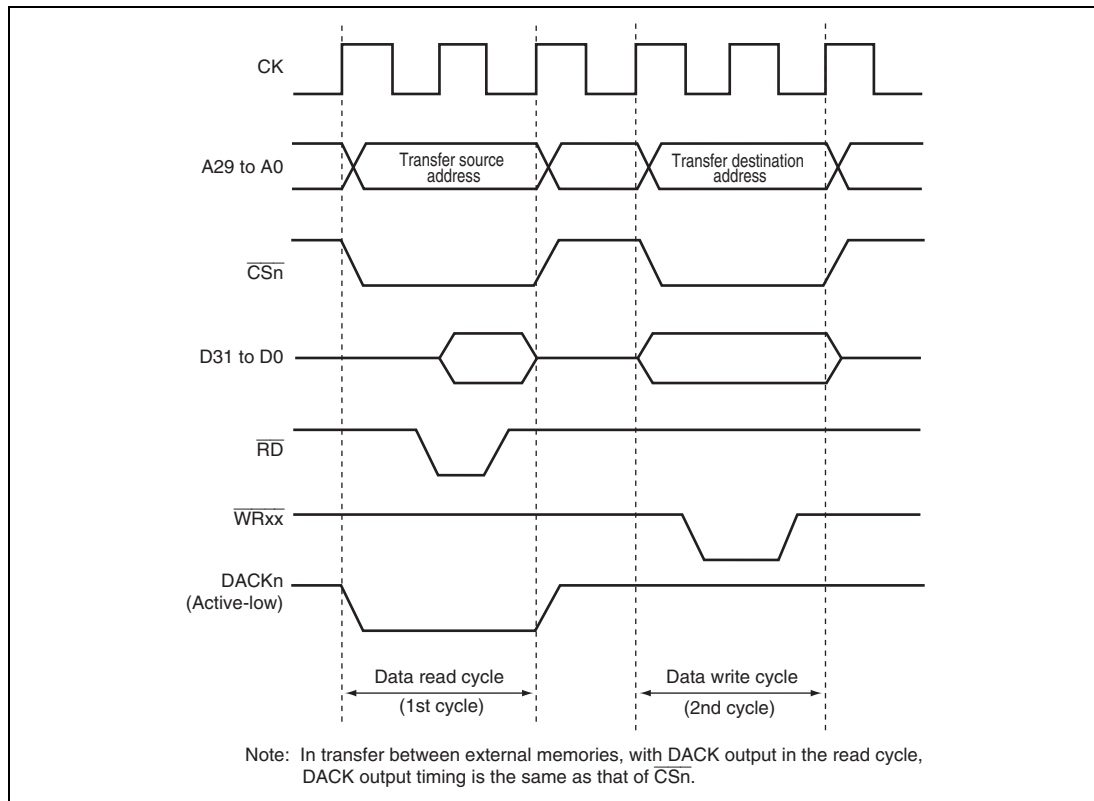 CK
A29 to A0
Transfer source
address
Transfer destination
address
CSn
D31 to D0
RD
WRxx
DACKn
(Active-low)
Data read cycle
(1st cycle)
Data write cycle
(2nd cycle)
Note: In transfer between external memories, with DACK output in the read cycle,
DACK output timing is the same as that of CSn.